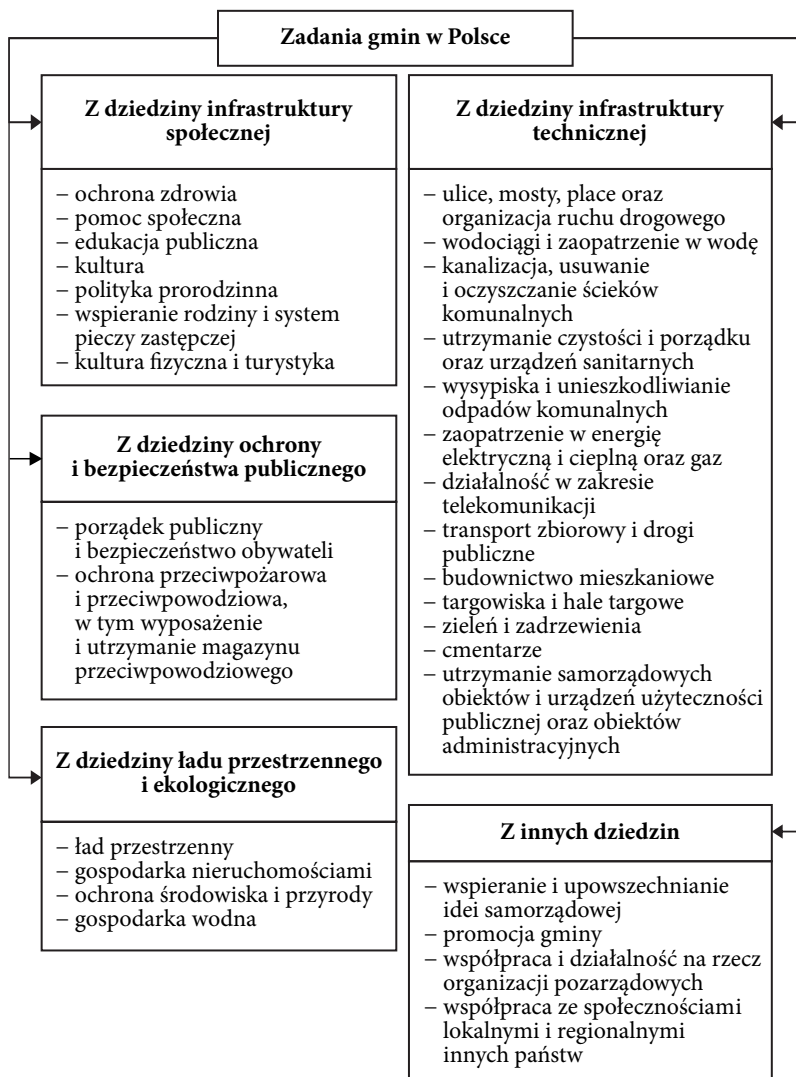 Zadania gmin w Polsce
Z dziedziny infrastruktury
społecznej
– ochrona zdrowia
– pomoc społeczna
– edukacja publiczna
– kultura
– polityka prorodzinna
– wspieranie rodziny i system
pieczy zastępczej
– kultura fizyczna i turystyka
Z dziedziny ochrony
i bezpieczeństwa publicznego
– porządek publiczny
i bezpieczeństwo obywateli
– ochrona przeciwpożarowa
i przeciwpowodziowa,
w tym wyposażenie
i utrzymanie magazynu
przeciwpowodziowego
Z dziedziny ładu przestrzennego
i ekologicznego
– ład przestrzenny
– gospodarka nieruchomościami
– ochrona środowiska i przyrody
– gospodarka wodna
Z dziedziny infrastruktury
technicznej
– ulice, mosty, place oraz
organizacja ruchu drogowego
– wodociągi i zaopatrzenie w wodę
– kanalizacja, usuwanie
i oczyszczanie ścieków
komunalnych
– utrzymanie czystości i porządku
oraz urządzeń sanitarnych
– wysypiska i unieszkodliwianie
odpadów komunalnych
– zaopatrzenie w energię
elektryczną i cieplną oraz gaz
– działalność w zakresie
telekomunikacji
– transport zbiorowy i drogi
publiczne
– budownictwo mieszkaniowe
– targowiska i hale targowe
– zieleń i zadrzewienia
– cmentarze
– utrzymanie samorządowych
obiektów i urządzeń użyteczności
publicznej oraz obiektów
administracyjnych
Z innych dziedzin
– wspieranie i upowszechnianie
idei samorządowej
– promocja gminy
– współpraca i działalność na rzecz
organizacji pozarządowych
– współpraca ze społecznościami
lokalnymi i regionalnymi
innych państw